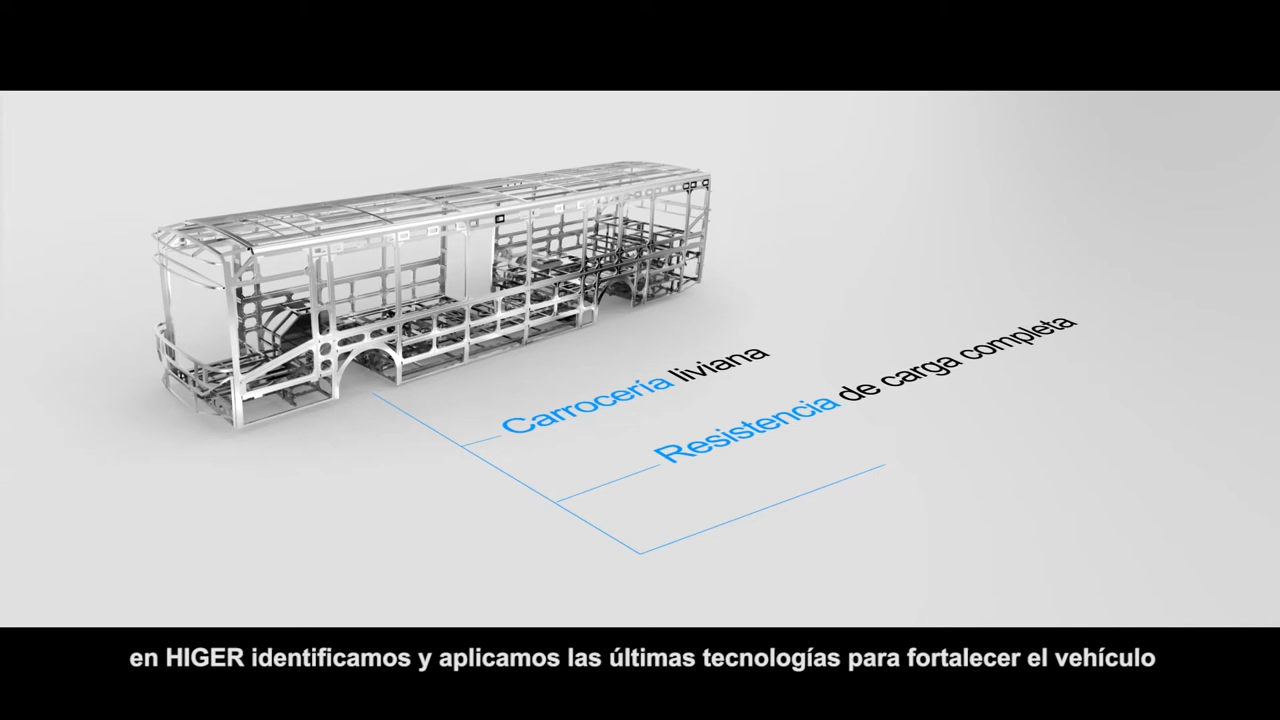 Carrocería liviana
Resistencia de carga completa
en HIGER identificamos y aplicamos las últimas tecnologías para fortalecer el vehículo